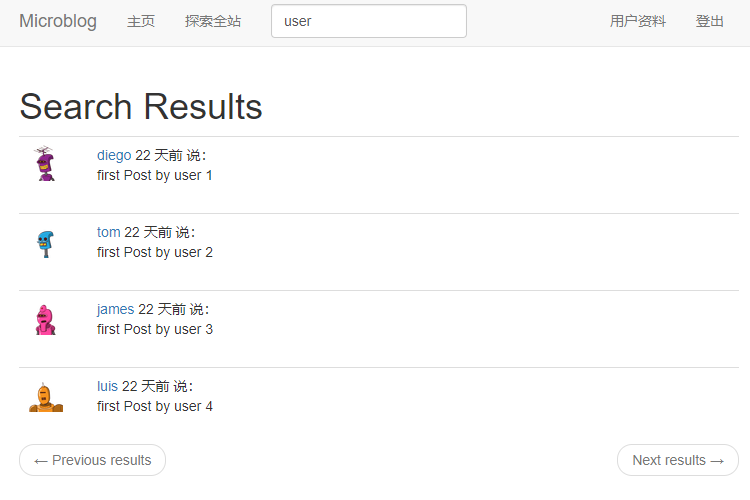 Microblog 主页 探索全站 user 用户资料 登出
Search Results
diego 22 天前 说：
first Post by user 1
tom 22 天前 说：
first Post by user 2
james 22 天前 说：
first Post by user 3
luis 22 天前 说：
first Post by user 4
← Previous results Next results →